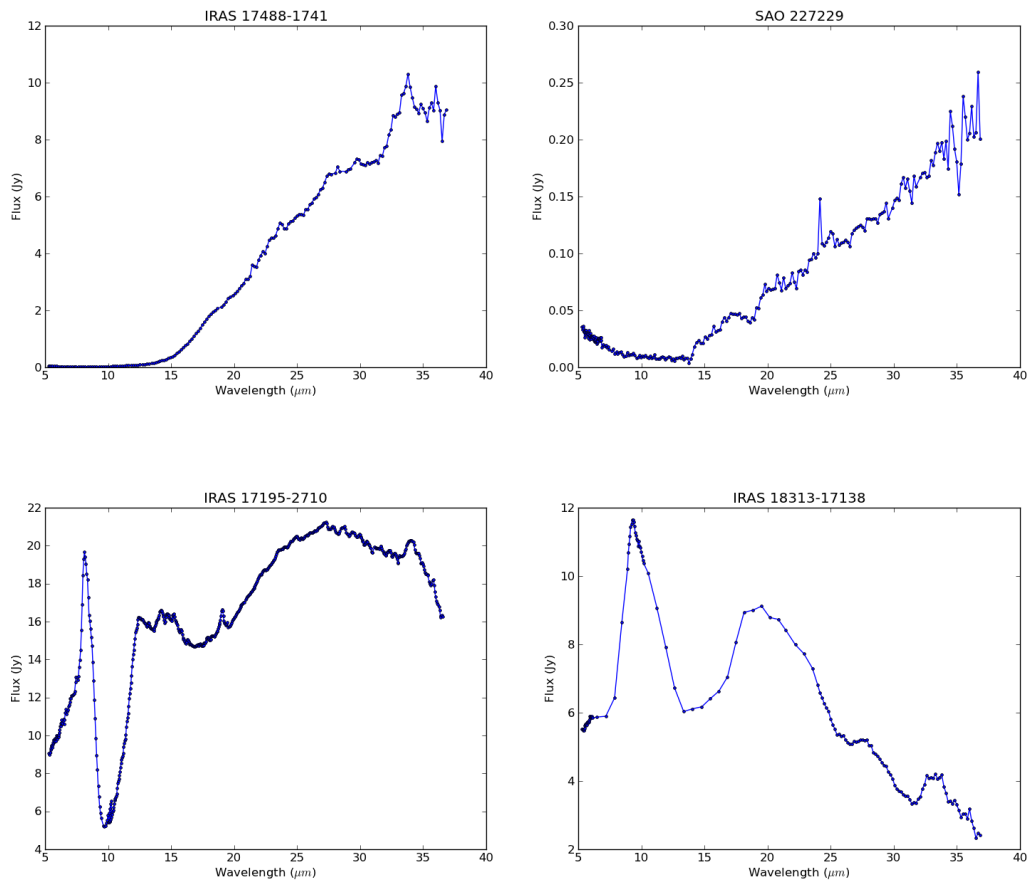 IRAS 17488-1741
12
10
8
6
4
2
0
5 10 15 20 25 30 35 40
Flux (Jy)
Wavelength (μm)
SAO 227229
0.30
0.25
0.20
0.15
0.10
0.05
0.00
5 10 15 20 25 30 35 40
Flux (Jy)
Wavelength (μm)
IRAS 17195-2710
22
20
18
16
14
12
10
8
6
4
5 10 15 20 25 30 35 40
Flux (Jy)
Wavelength (μm)
IRAS 18313-17138
12
10
8
6
4
2
5 10 15 20 25 30 35 40
Flux (Jy)
Wavelength (μm)